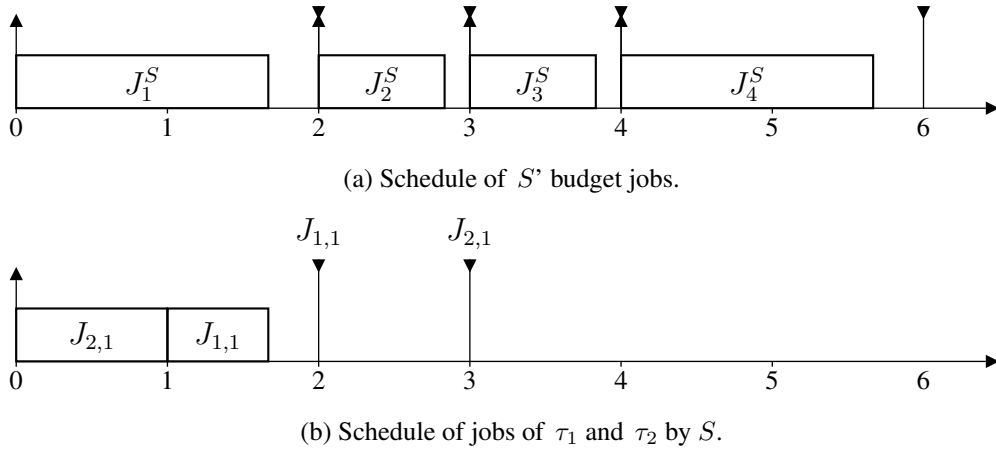 J_1^S J_2^S J_3^S J_4^S
0 1 2 3 4 5 6
(a) Schedule of S’ budget jobs.
J_{1,1} J_{2,1}
J_{2,1} J_{1,1}
0 1 2 3 4 5 6
(b) Schedule of jobs of τ_1 and τ_2 by S.